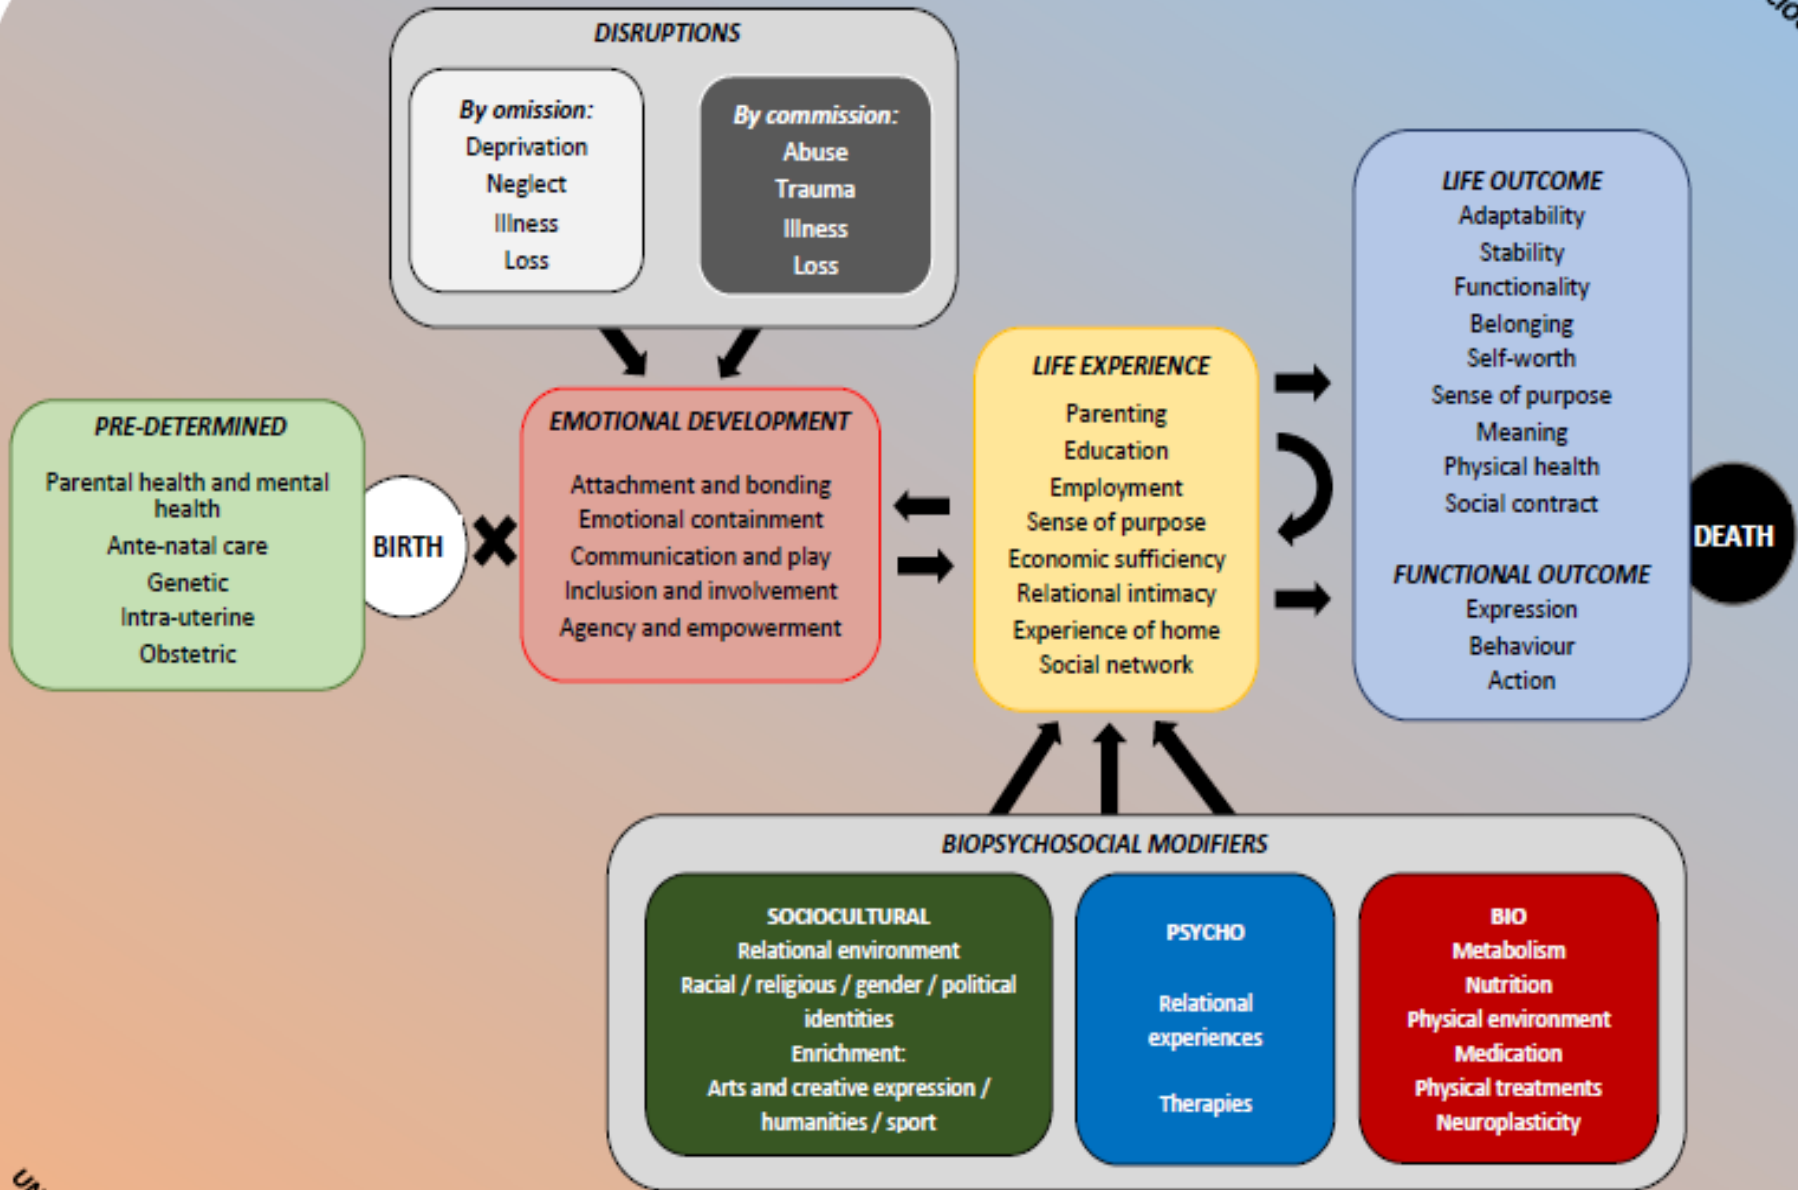 DISRUPTIONS
By omission:
Deprivation
Neglect
Illness
Loss
By commission:
Abuse
Trauma
Illness
Loss
PRE-DETERMINED
Parental health and mental
health
Ante-natal care
Genetic
Intra-uterine
Obstetric
BIRTH
EMOTIONAL DEVELOPMENT
Attachment and bonding
Emotional containment
Communication and play
Inclusion and involvement
Agency and empowerment
LIFE EXPERIENCE
Parenting
Education
Employment
Sense of purpose
Economic sufficiency
Relational intimacy
Experience of home
Social network
LIFE OUTCOME
Adaptability
Stability
Functionality
Belonging
Self-worth
Sense of purpose
Meaning
Physical health
Social contract
FUNCTIONAL OUTCOME
Expression
Behaviour
Action
DEATH
BIOPSYCHOSOCIAL MODIFIERS
SOCIOCULTURAL
Relational environment
Racial / religious / gender / political
identities
Enrichment:
Arts and creative expression /
humanities / sport
PSYCHO
Relational
experiences
Therapies
BIO
Metabolism
Nutrition
Physical environment
Medication
Physical treatments
Neuroplasticity